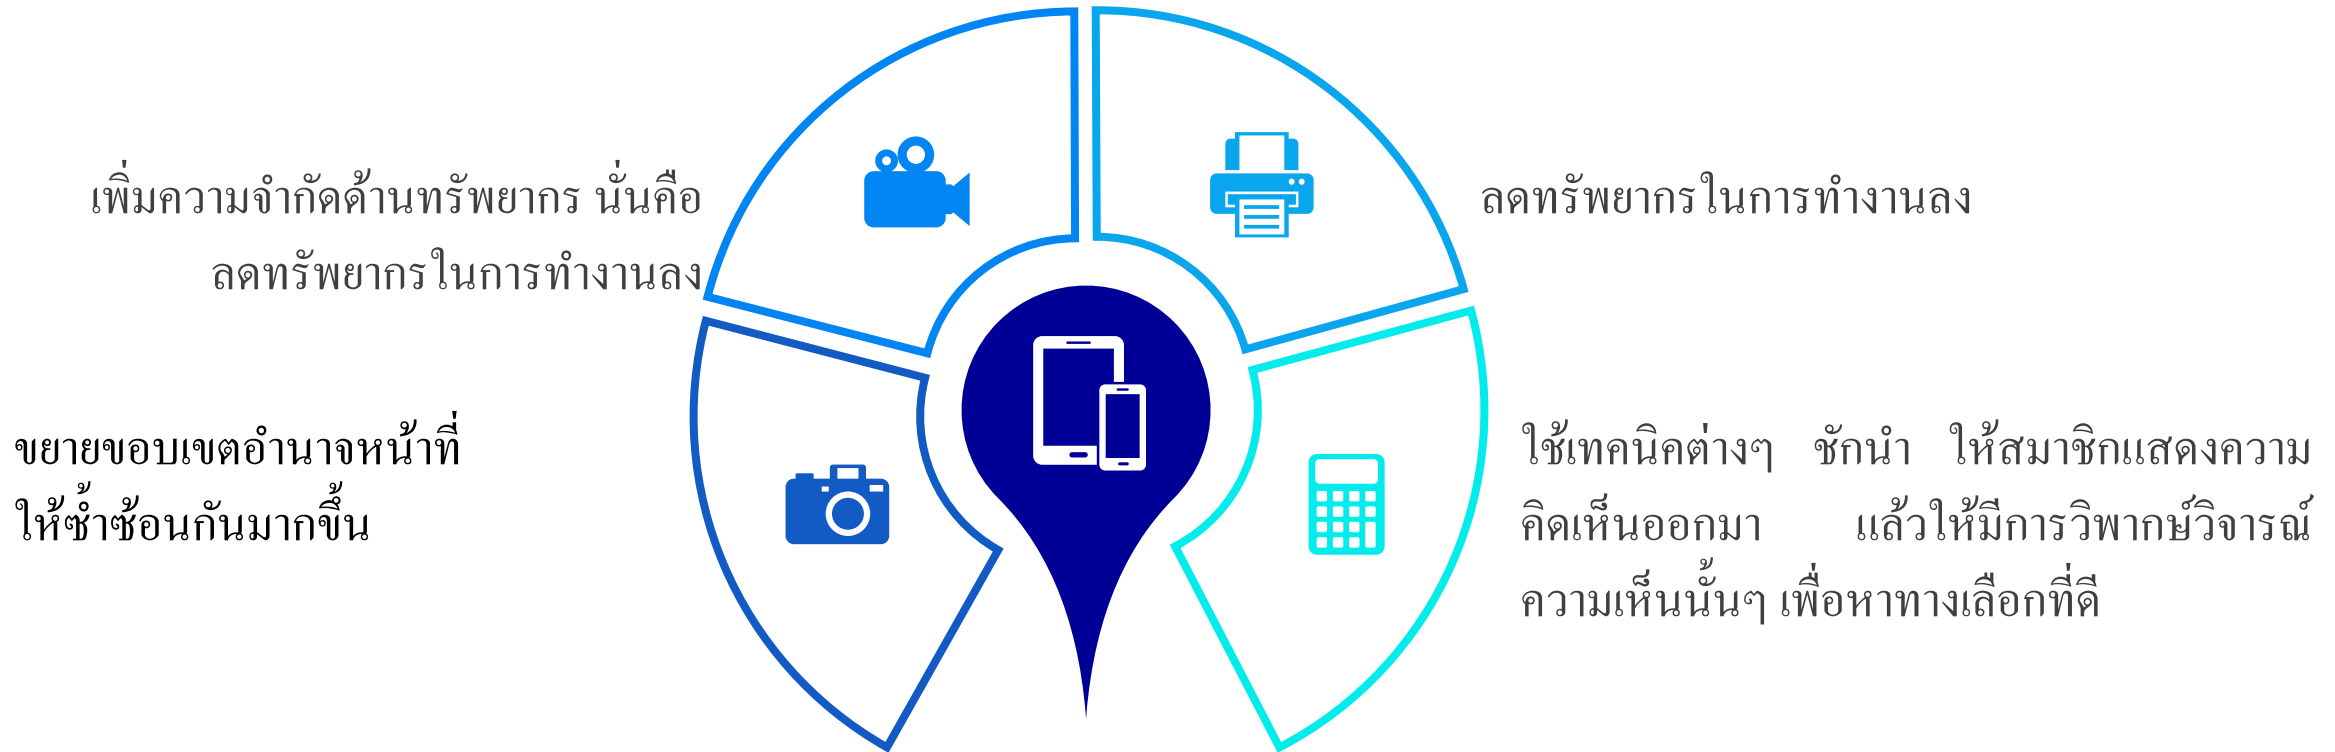 เพิ่มความจำกัดด้านทรัพยากร นั่นคือ
ลดทรัพยากรในการทำงานลง
ลดทรัพยากรในการทำงานลง
ขยายขอบเขตอำนาจหน้าที่
ให้ซ้ำซ้อนกันมากขึ้น
ใช้เทคนิคต่างๆ ชักนำ ให้สมาชิกแสดงความ
คิดเห็นออกมา แล้วให้มีการวิพากษ์วิจารณ์
ความเห็นนั้นๆ เพื่อหาทางเลือกที่ดี